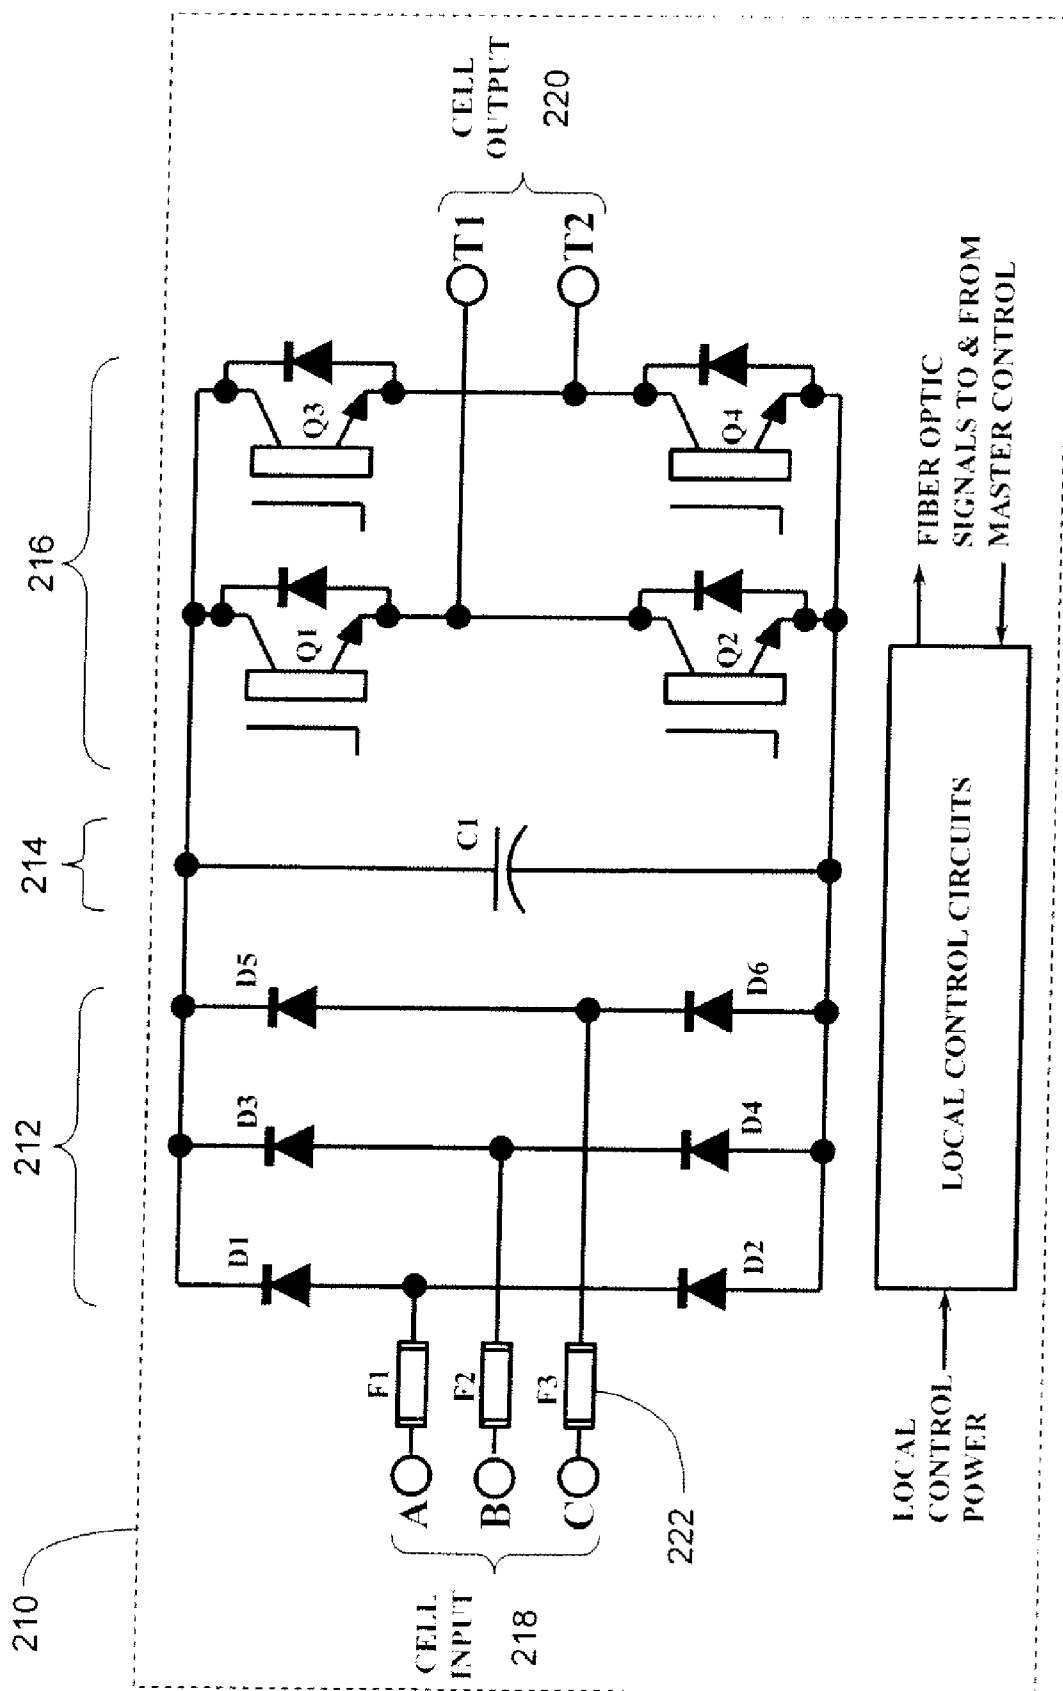 210
212
214
216
D1
D3
D5
C1
Q1
Q3
CELL
INPUT
218
A
B
C
F1
F2
F3
222
T1
T2
CELL
OUTPUT
220
D2
D4
D6
Q2
Q4
LOCAL
CONTROL
POWER
LOCAL CONTROL CIRCUITS
FIBER OPTIC
SIGNALS TO & FROM
MASTER CONTROL